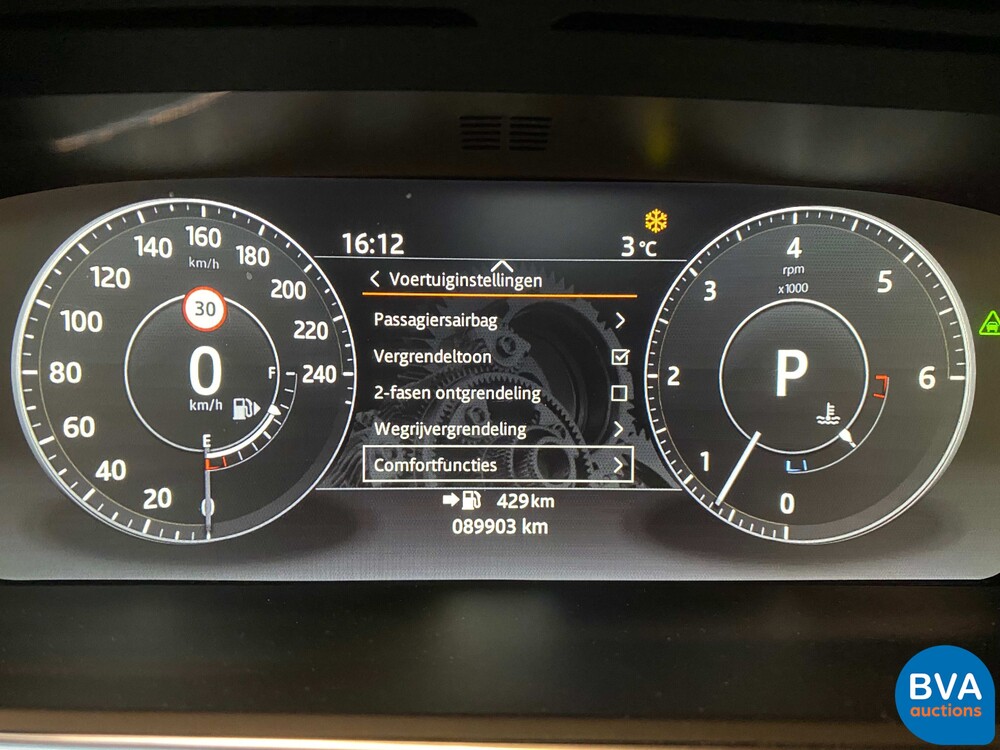 16:12
3 °C
Voertuiginstellingen
Passagiersairbag
Vergrendeltoon
2-fasen ontgrendeling
Wegrijvergrendeling
Comfortfuncties
429 km
089903 km
0
20
40
60
80
100
120
140
160
km/h
180
200
220
240
30
0
km/h
F
E
0
1
2
3
4
rpm
x1000
5
6
P
BVA
auctions